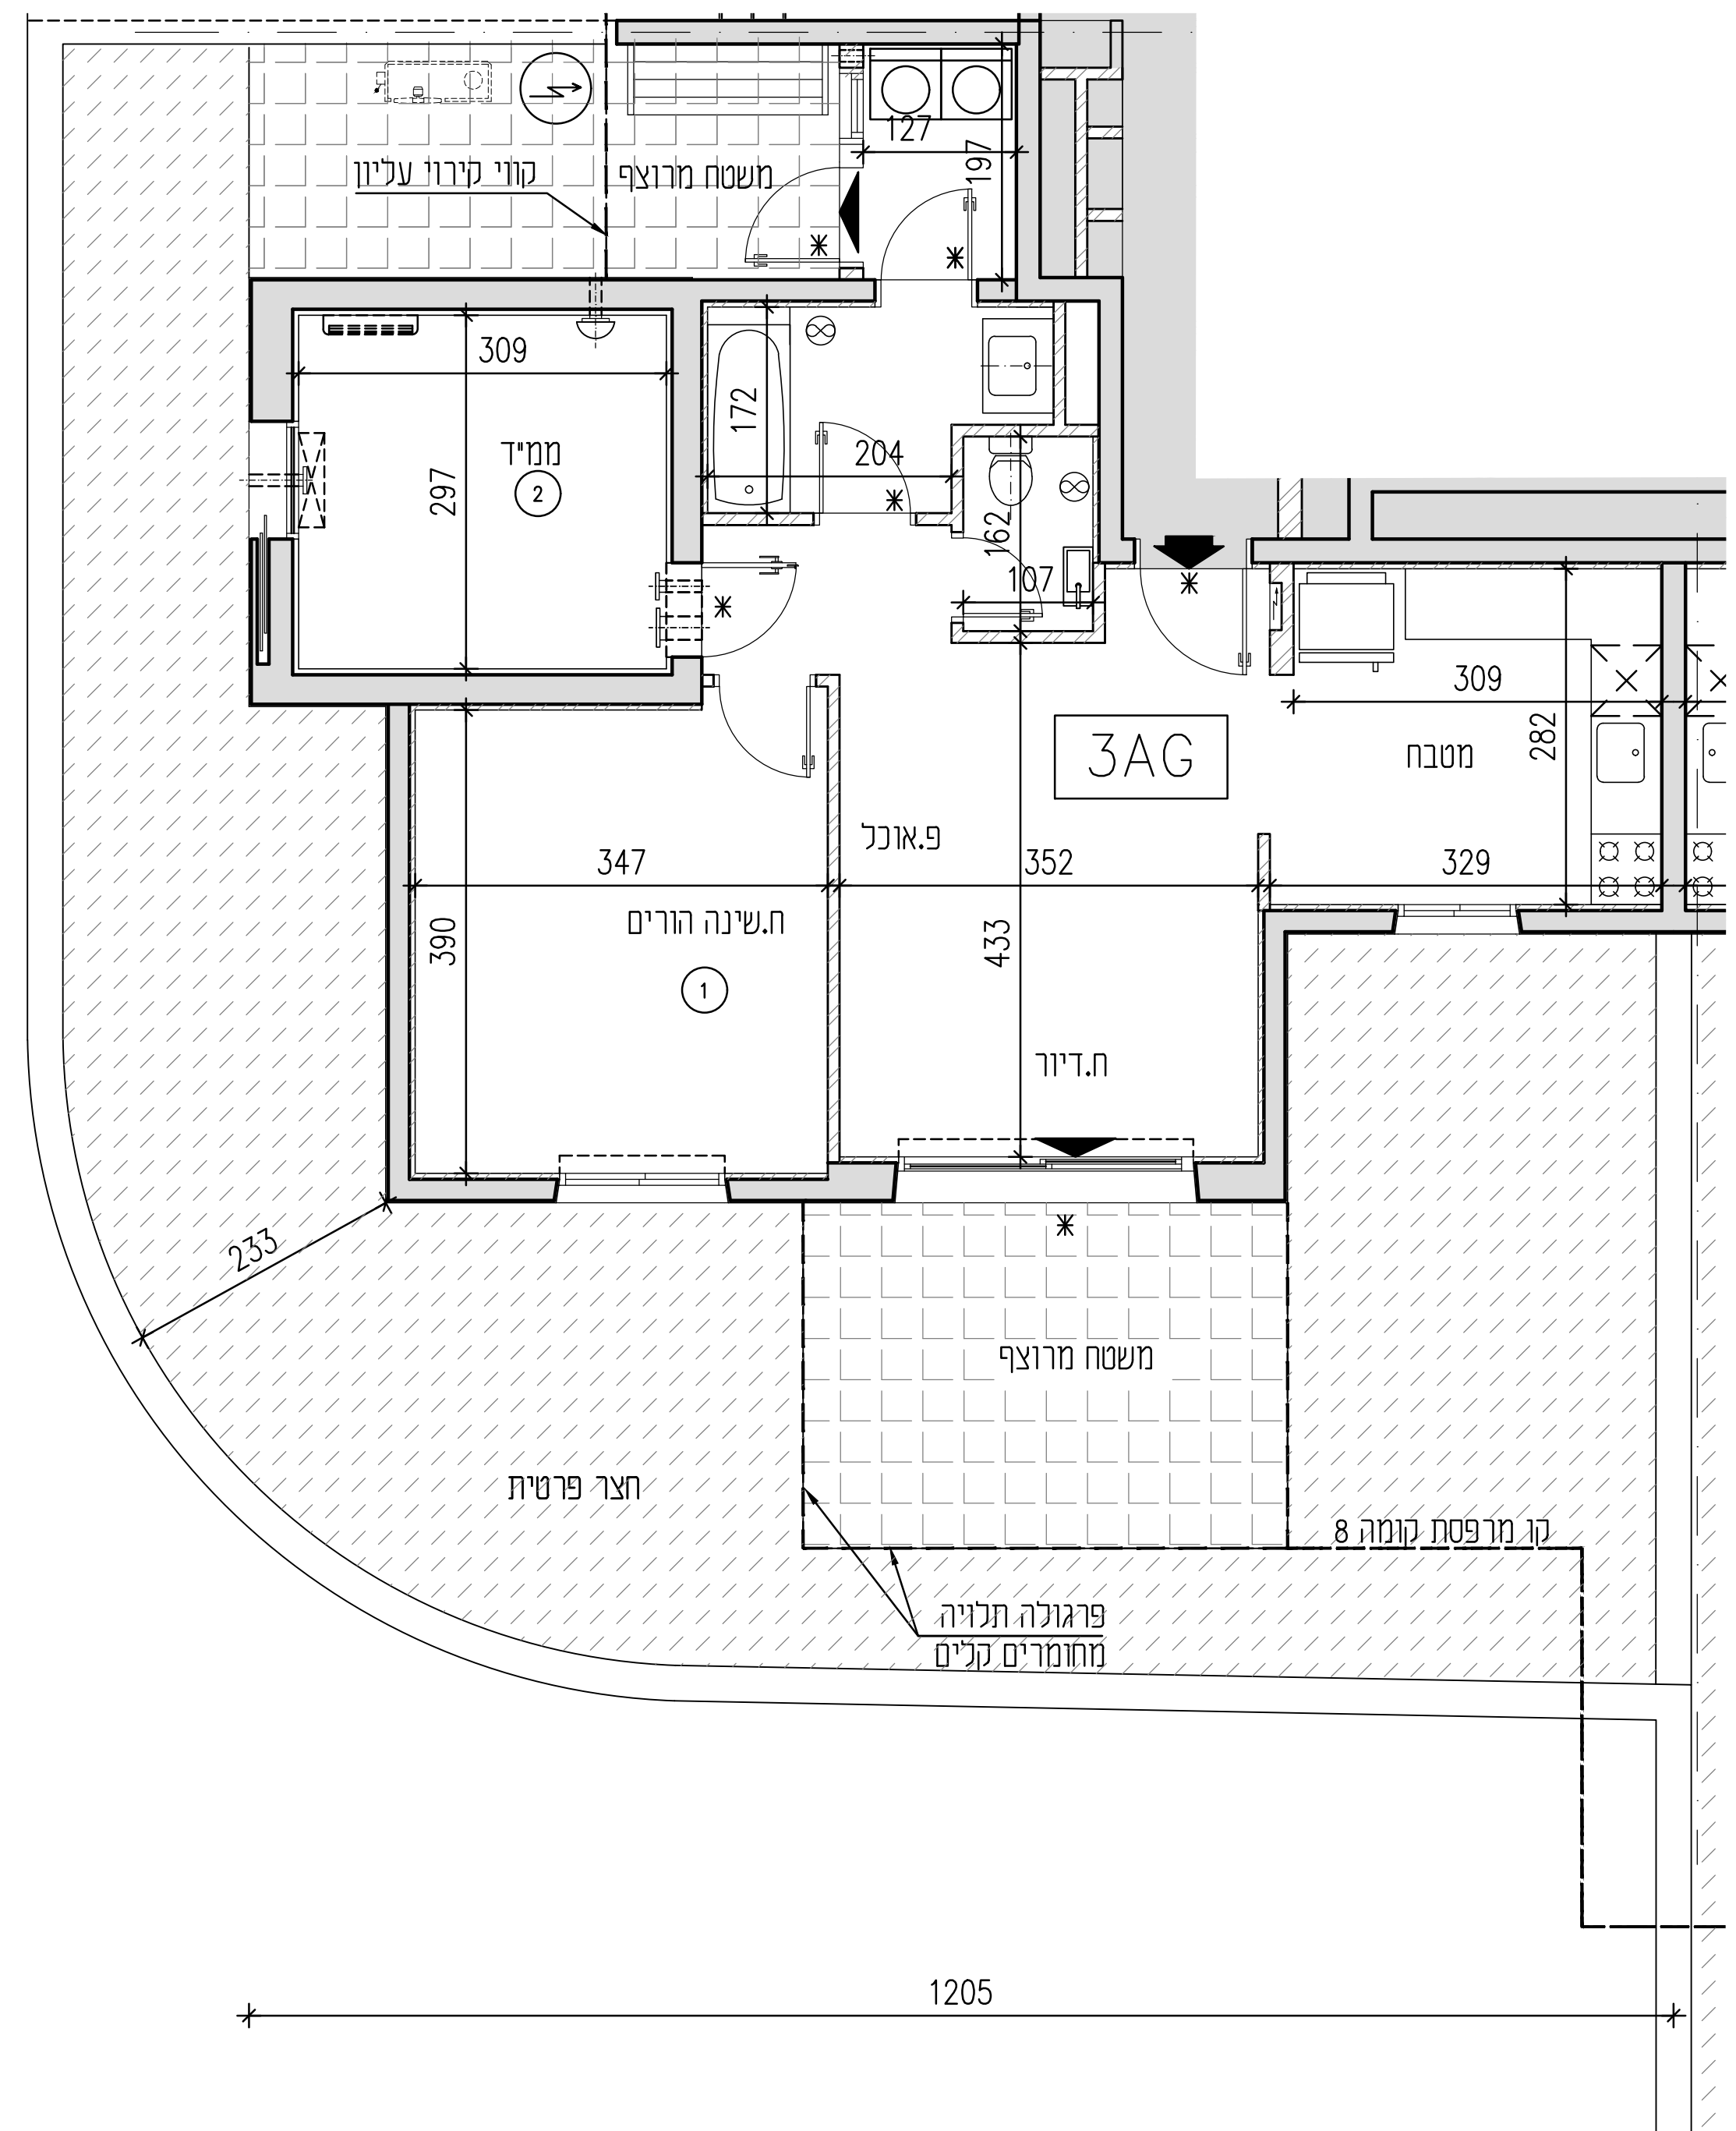 127
197
קווי קירוי עליון
משטח מרוצף
309
172
ממי"ד
2
297
204
162
107
309
282
3AG
מטבח
פ.אוכל
347
352
329
ח.שינה הורים
390
433
1
ח.דיור
233
משטח מרוצף
חצר פרטית
קו מרפסת קומה 8
פרגולה תלויה
מחומרים קלים
1205